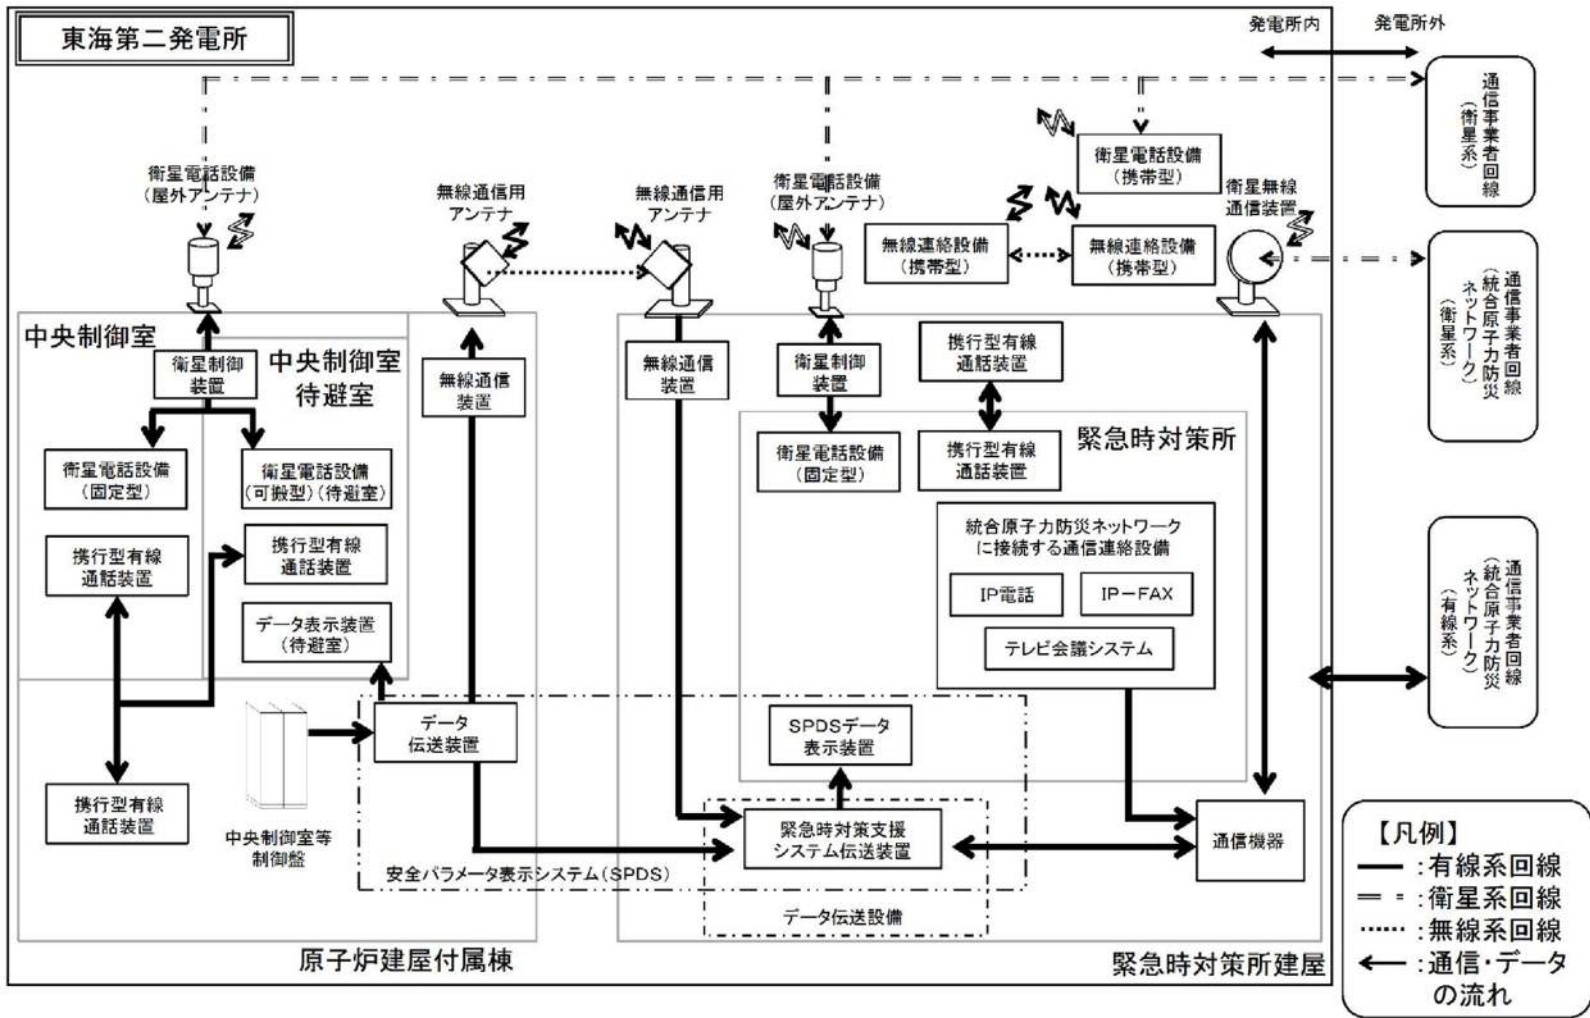 東海第二発電所
発電所内
発電所外
通信事業者回線
(衛星系)
衛星電話設備
(携帯型)
衛星電話設備
(屋外アンテナ)
無線通信用
アンテナ
無線通信用
アンテナ
衛星電話設備
(屋外アンテナ)
衛星無線
通信装置
無線連絡設備
(携帯型)
無線連絡設備
(携帯型)
通信事業者回線
(統合原子力防災
ネットワーク)
(衛星系)
中央制御室
中央制御室
待避室
衛星制御
装置
無線通信
装置
無線通信
装置
衛星制御
装置
携行型有線
通話装置
緊急時対策所
衛星電話設備
(固定型)
衛星電話設備
(可搬型)(待避室)
衛星電話設備
(固定型)
携行型有線
通話装置
統合原子力防災ネットワーク
に接続する通信連絡設備
IP電話
IP-FAX
テレビ会議システム
通信事業者回線
(統合原子力防災
ネットワーク)
(有線系)
携行型有線
通話装置
携行型有線
通話装置
データ表示装置
(待避室)
データ
伝送装置
SPDSデータ
表示装置
携行型有線
通話装置
中央制御室等
制御盤
緊急時対策支援
システム伝送装置
通信機器
安全パラメータ表示システム(SPDS)
データ伝送設備
原子炉建屋付属棟
緊急時対策所建屋
【凡例】
:有線系回線
:衛星系回線
:無線系回線
:通信・データ
の流れ